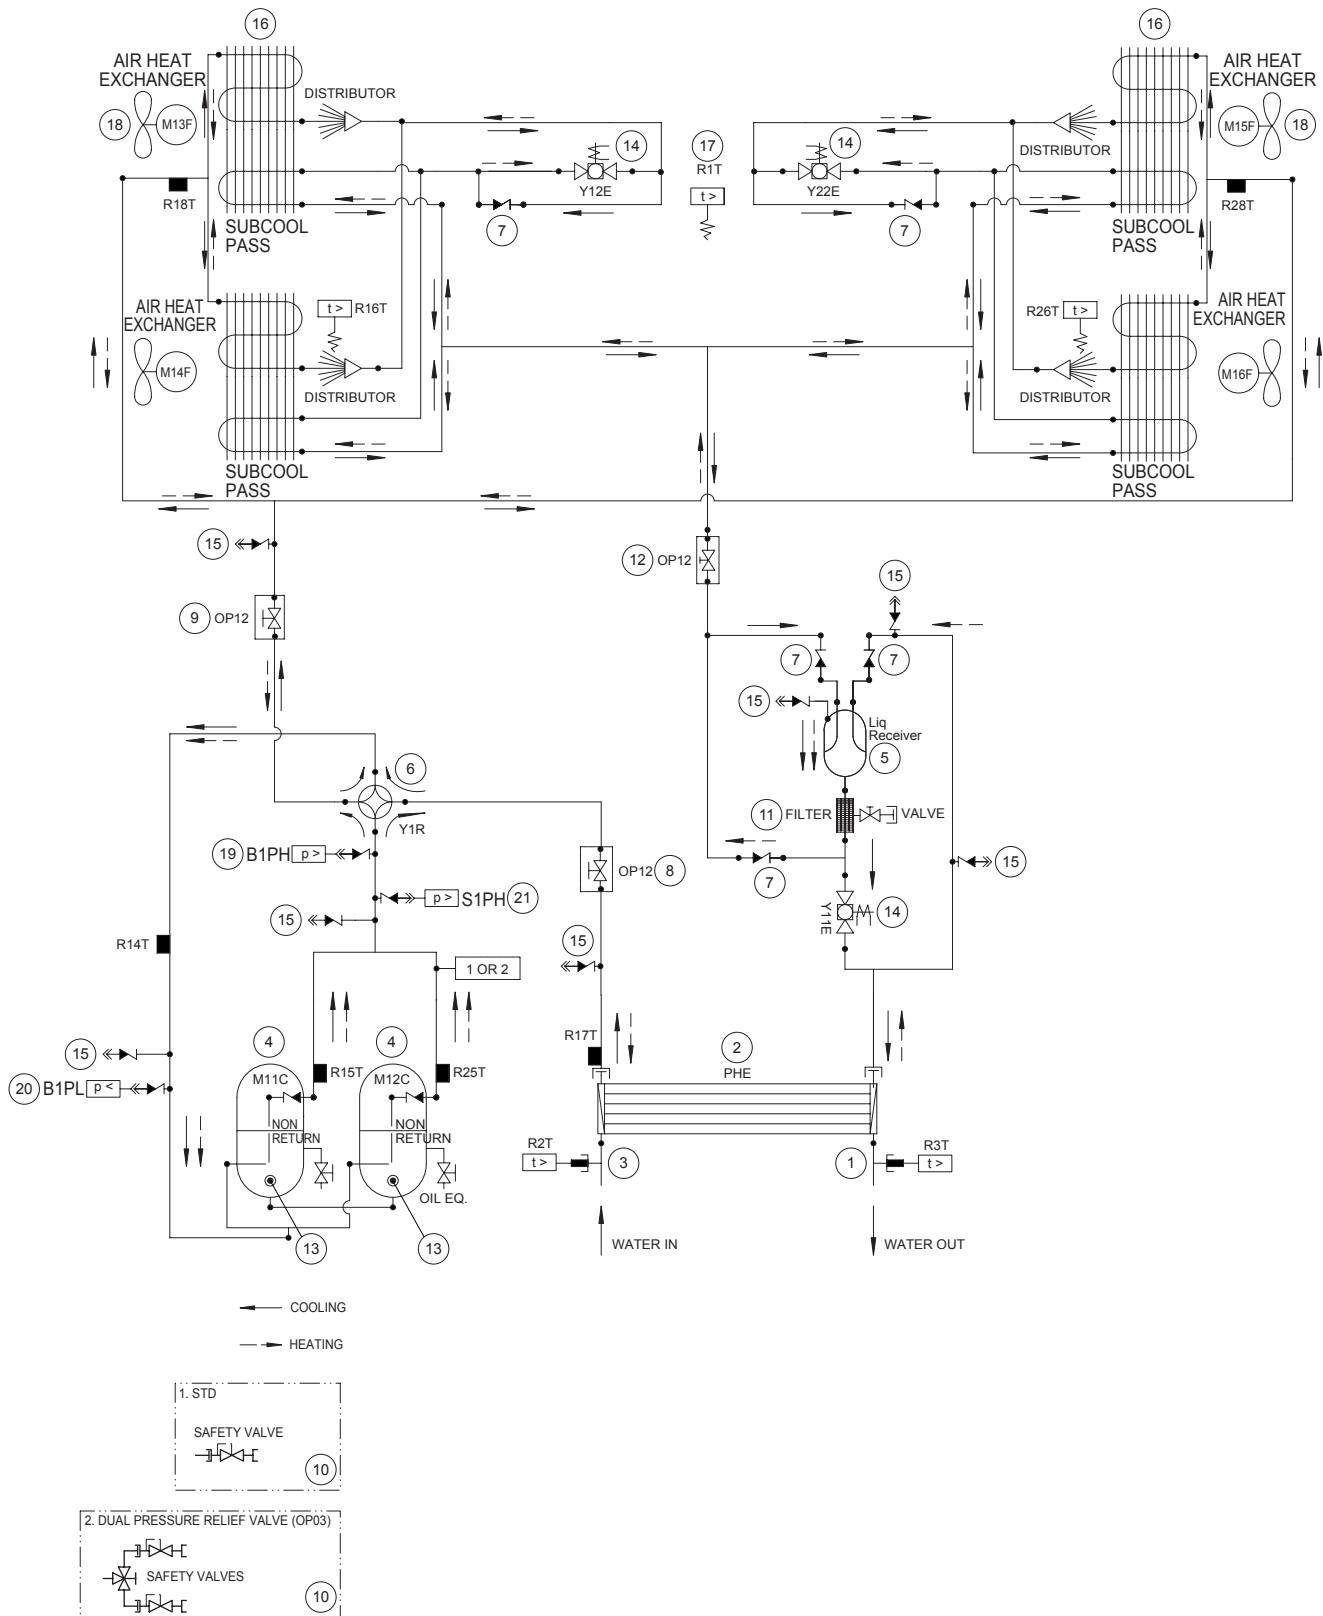 16
16
AIR HEAT
EXCHANGER
AIR HEAT
EXCHANGER
DISTRIBUTOR
18
M13F
14
17
14
M15F
18
R1T
DISTRIBUTOR
Y12E
Y22E
t >
R18T
R28T
SUBCOOL
PASS
7
7
SUBCOOL
PASS
AIR HEAT
EXCHANGER
t >
R16T
R26T
t >
AIR HEAT
EXCHANGER
M14F
M16F
DISTRIBUTOR
DISTRIBUTOR
SUBCOOL
PASS
SUBCOOL
PASS
15
12
OP12
15
9
OP12
7
7
15
Liq
Receiver
5
6
11
FILTER
VALVE
Y1R
19
B1PH
p >
OP12
8
7
15
p >
S1PH
21
Y11E
14
15
R14T
15
1 OR 2
R17T
2
PHE
15
4
4
20
B1PL
p <
M11C
R15T
M12C
R25T
NON
RETURN
NON
RETURN
R2T
t >
3
1
R3T
t >
OIL EQ.
13
13
WATER IN
WATER OUT
COOLING
HEATING
1. STD
SAFETY VALVE
10
2. DUAL PRESSURE RELIEF VALVE (OP03)
SAFETY VALVES
10